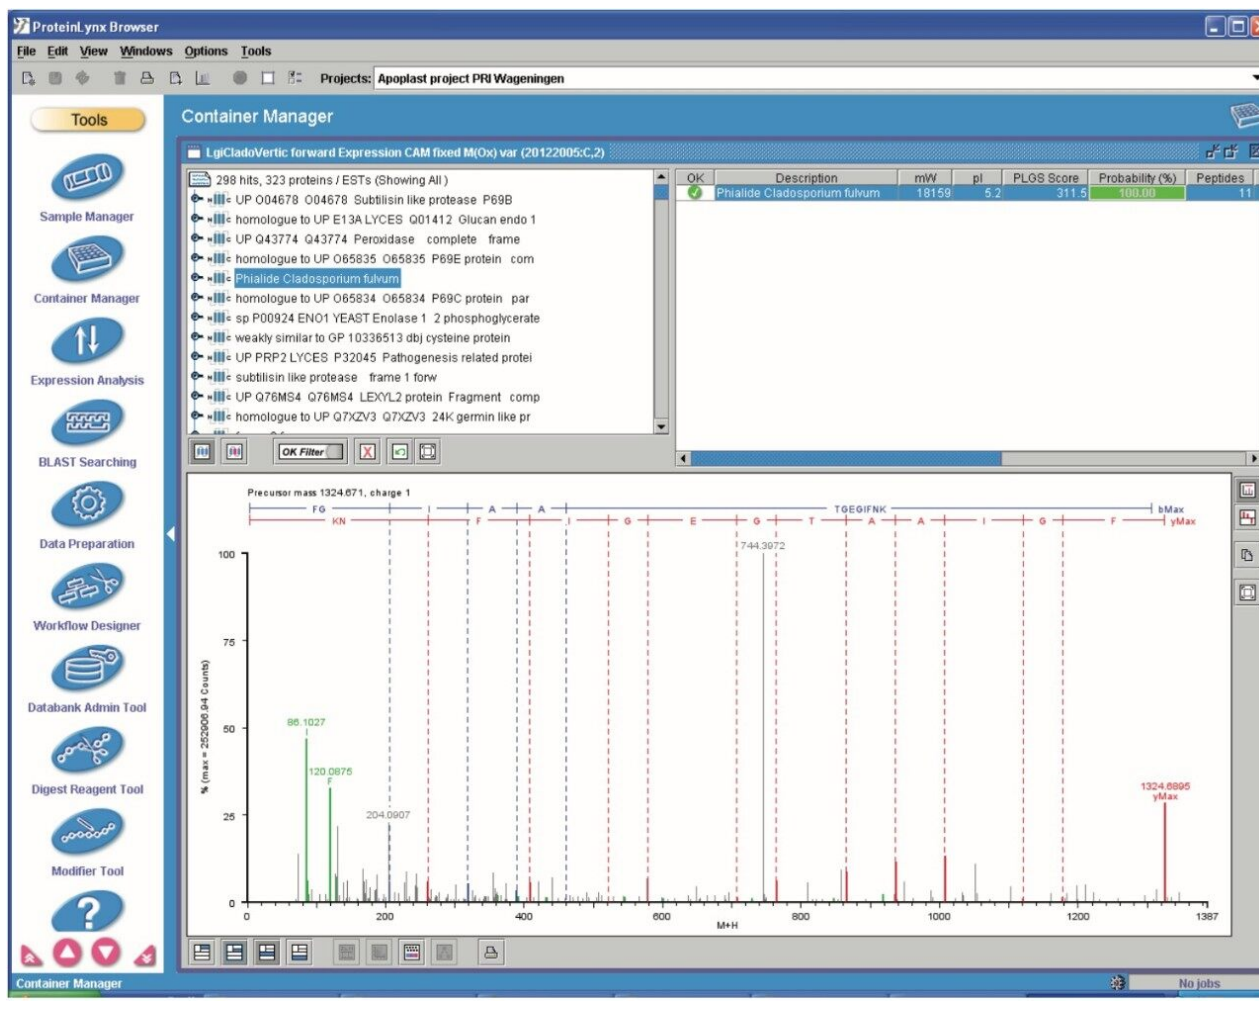 ProteinLynx Browser
File Edit View Windows Options Tools
Projects: Apoplast project PRI Wageningen
Tools
Sample Manager
Container Manager
Expression Analysis
BLAST Searching
Data Preparation
Workflow Designer
Databank Admin Tool
Digest Reagent Tool
Modifier Tool
?
Container Manager
LgiCladoVertic forward Expression CAM fixed M(Ox) var (20122005:C,2)
298 hits, 323 proteins / ESTs (Showing All )
UP O04678 O04678 Subtilisin like protease P69B
homologue to UP E13A LYCES Q01412 Glucan endo 1
UP Q43774 Q43774 Peroxidase complete frame
homologue to UP O65835 O65835 P69E protein com
Phialide Cladosporium fulvum
homologue to UP O65834 O65834 P69C protein par
sp P00924 ENO1 YEAST Enolase 1 2 phosphoglycerate
weakly similar to GP 10336513 dbj cysteine protein
UP PRP2 LYCES P32045 Pathogenesis related protei
subtilisin like protease frame 1 forw
UP Q76MS4 Q76MS4 LEXYL2 protein Fragment comp
homologue to UP Q7XZV3 Q7XZV3 24K germin like pr
OK Filter
OK Description mW pI PLGS Score Probability (%) Peptides
Phialide Cladosporium fulvum 18159 5.2 311.5 100.00 11
Precursor mass 1324.671, charge 1
FG I A A TGEGIFNK bMax
KN F I G E G T A A I G F yMax
100
744.3972
75
% (max = 252906.94 Counts)
50
86.1027
120.0875
F
1324.6895
yMax
25
204.0907
0
0 200 400 600 800 1000 1200 1387
M+H
Container Manager
No jobs